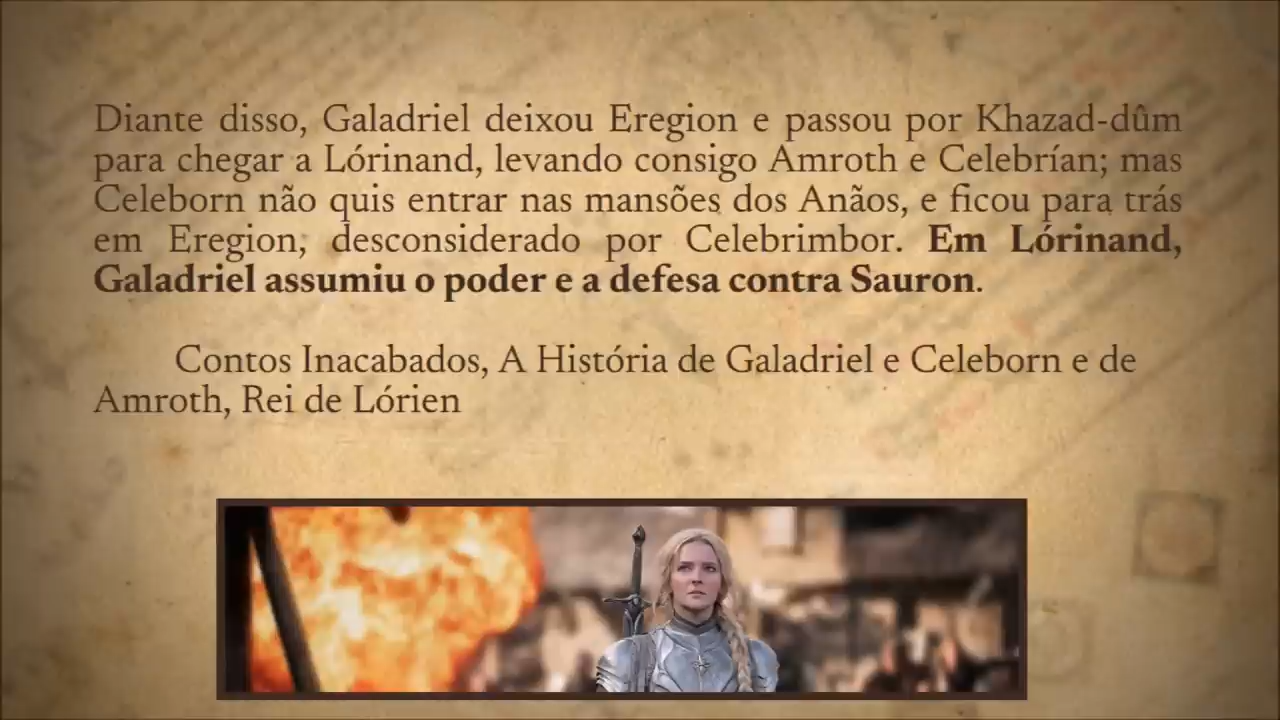 Diante disso, Galadriel deixou Eregion e passou por Khazad-dûm
para chegar a Lórinand, levando consigo Amroth e Celebrían; mas
Celeborn não quis entrar nas mansões dos Anãos, e ficou para trás
em Eregion, desconsiderado por Celebrimbor. Em Lórinand,
Galadriel assumiu o poder e a defesa contra Sauron.
Contos Inacabados, A História de Galadriel e Celeborn e de
Amroth, Rei de Lórien